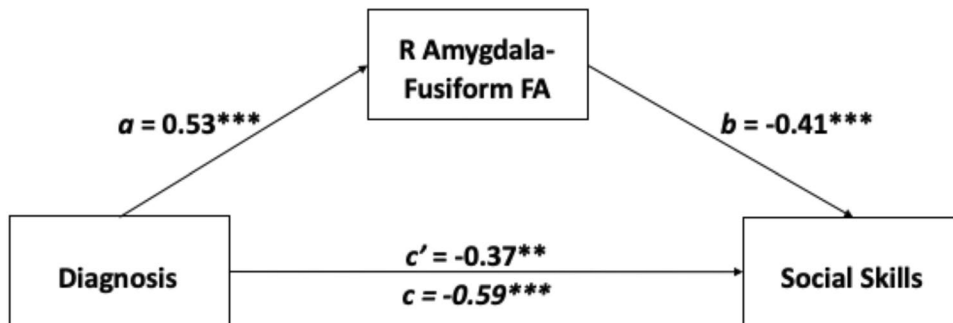 R Amygdala-
Fusiform FA
a = 0.53***
b = -0.41***
Diagnosis
c' = -0.37**
c = -0.59***
Social Skills